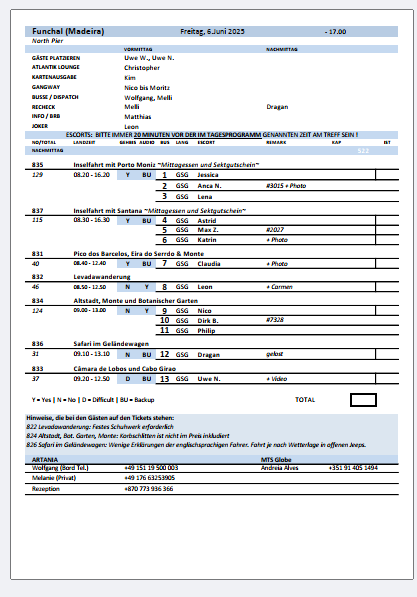 Funchal (Madeira) Freitag, 6.Juni 2025 - 17.00
North Pier
VORMITTAG NACHMITTAG
GÄSTE PLATZIEREN Uwe W., Uwe N.
ATLANTIK LOUNGE Christopher
KARTENAUSGABE Kim
GANGWAY Nico bis Moritz
BUSSE / DISPATCH Wolfgang, Melli
RECHECK Melli Dragan
INFO / BRB Matthias
JOKER Leon
ESCORTS: BITTE IMMER 20 MINUTEN VOR DER IM TAGESPROGRAMM GENANNTEN ZEIT AM TREFF SEIN !
NO/TOTAL LANDZEIT GEHBIS AUDIO BUS LANG ESCORT REMARK KAP IST
NACHMITTAG 522
835 Inselfahrt mit Porto Moniz ~Mittagessen und Sektgutschein~
129 08.20 - 16.20 Y BU 1 GSG Jessica
2 GSG Anca N. #3015 + Photo
3 GSG Lena
837 Inselfahrt mit Santana ~Mittagessen und Sektgutschein~
115 08.30 - 16.30 Y BU 4 GSG Astrid
5 GSG Max Z. #2027
6 GSG Katrin + Photo
831 Pico dos Barcelos, Eira do Serrdo & Monte
40 08.40 - 12.40 Y BU 7 GSG Claudia + Photo
832 Levadawanderung
46 08.50 - 12.50 N Y 8 GSG Leon + Carmen
834 Altstadt, Monte und Botanischer Garten
124 09.00 - 13.00 N Y 9 GSG Nico
10 GSG Dirk B. #7328
11 GSG Philip
836 Safari im Geländewagen
31 09.10 - 13.10 N BU 12 GSG Dragan gelost
833 Câmara de Lobos und Cabo Girao
37 09.20 - 12.50 D BU 13 GSG Uwe N. + Video
Y = Yes | N = No | D = Difficult | BU = Backup TOTAL
Hinweise, die bei den Gästen auf den Tickets stehen:
822 Levadawanderung: Festes Schuhwerk erforderlich
824 Altstadt, Bot. Garten, Monte: Korbschlitten ist nicht im Preis inkludiert
826 Safari im Geländewagen: Wenige Erklärungen der englischsprachigen Fahrer. Fahrt je nach Wetterlage in offenen Jeeps.
ARTANIA MTS Globe
Wolfgang (Bord Tel.) +49 151 19 500 003 Andreia Alves +351 91 405 1494
Melanie (Privat) +49 176 63253905
Rezeption +870 773 936 366